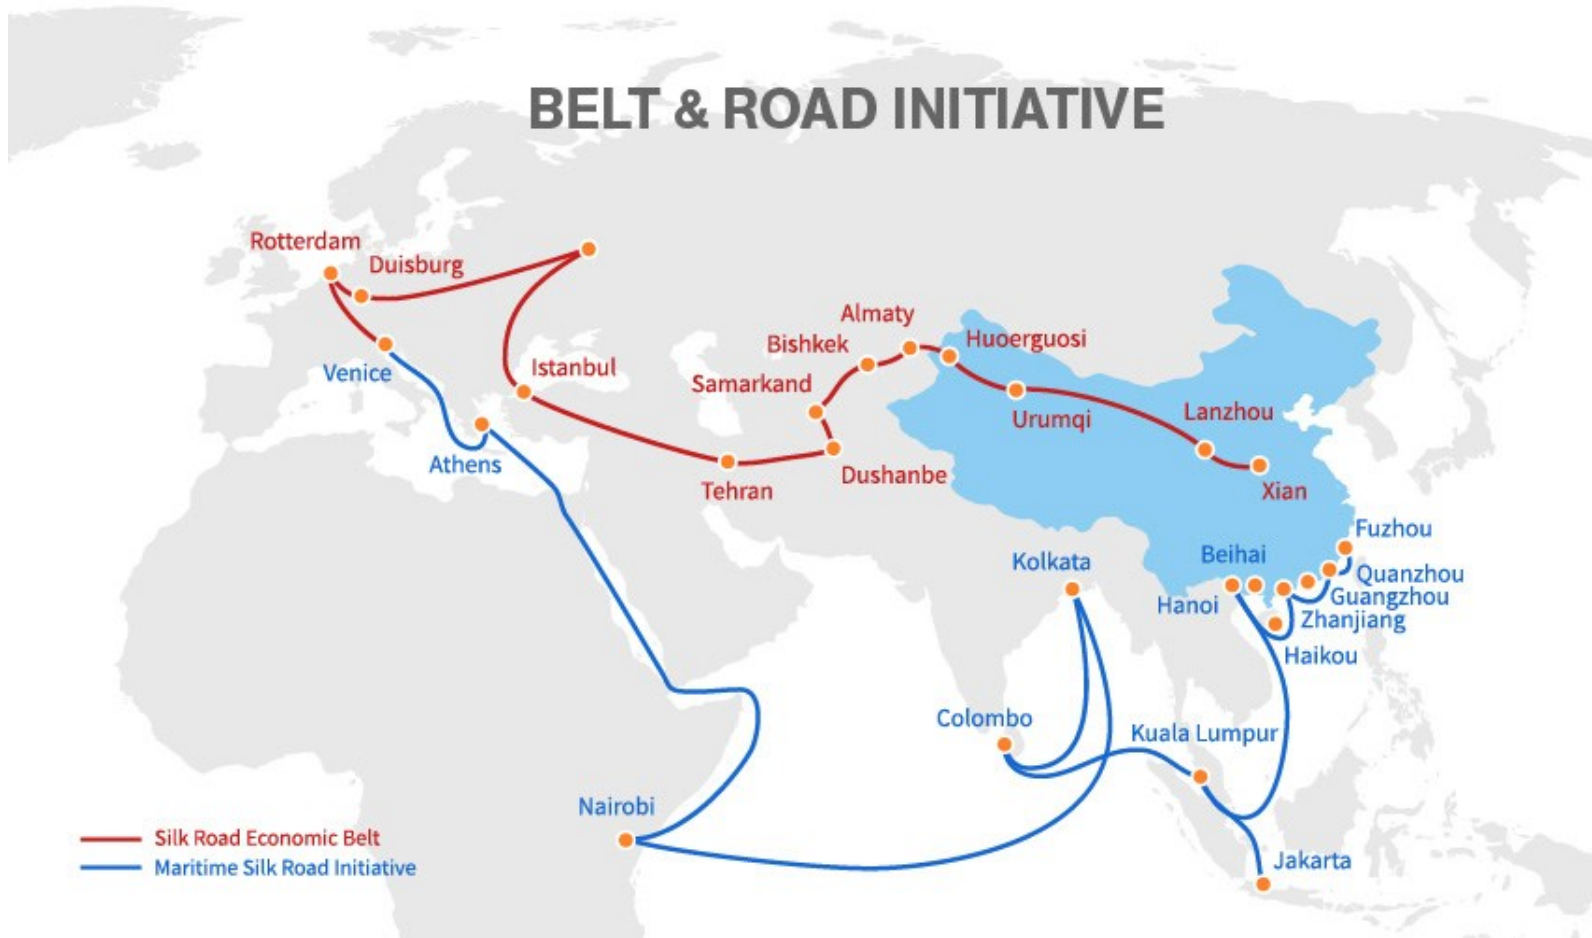 BELT & ROAD INITIATIVE
Rotterdam
Duisburg
Almaty
Huoerguosi
Bishkek
Istanbul
Venice
Samarkand
Lanzhou
Urumqi
Athens
Dushanbe
Tehran
Xian
Fuzhou
Beihai
Kolkata
Quanzhou
Guangzhou
Hanoi
Zhanjiang
Haikou
Colombo
Kuala Lumpur
Nairobi
Silk Road Economic Belt
Jakarta
Maritime Silk Road Initiative